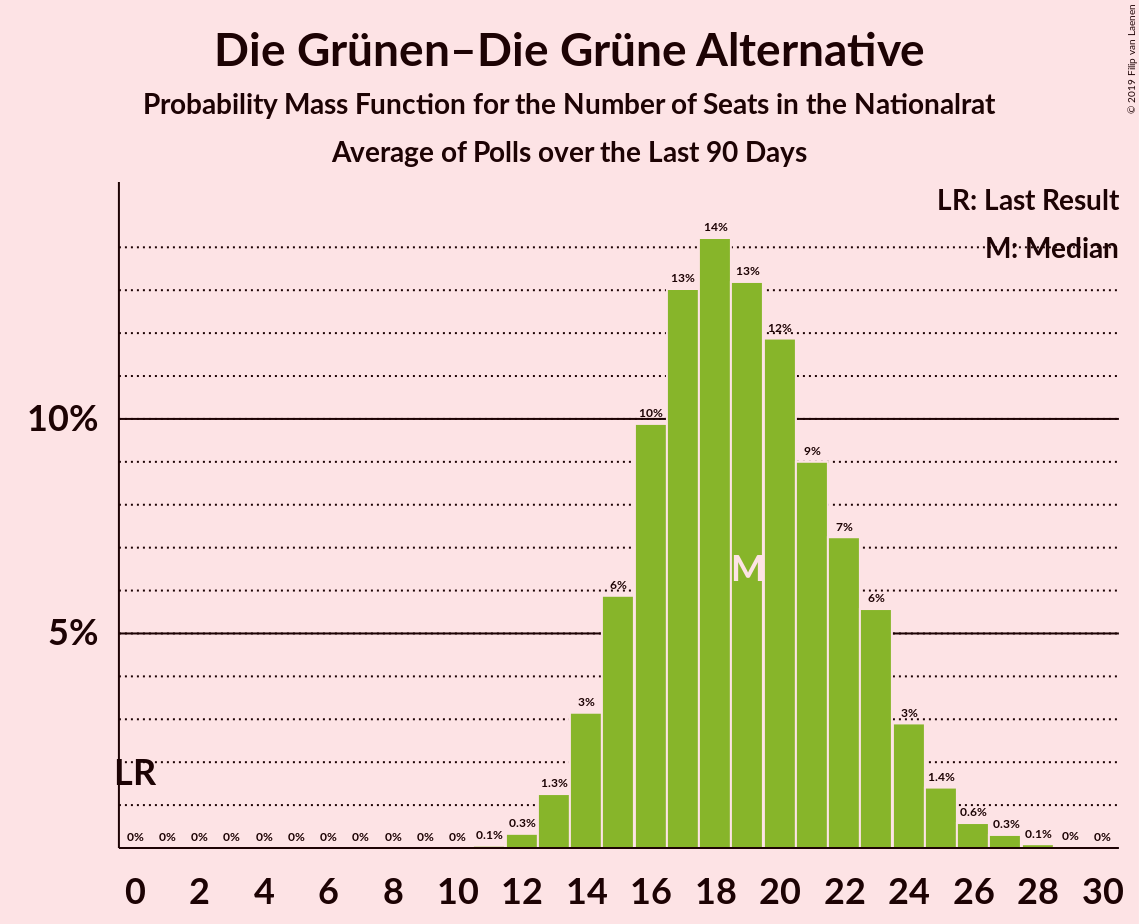 Die Grünen–Die Grüne Alternative
Probability Mass Function for the Number of Seats in the Nationalrat
Average of Polls over the Last 90 Days
© 2019 Filip van Laenen
LR: Last Result
M: Median
14%
13%
13%
12%
10%
10%
9%
7%
M
6%
6%
5%
3%
3%
LR
1.3%
1.4%
0.6%
0% 0% 0% 0% 0% 0% 0% 0% 0% 0% 0% 0.1% 0.3% 0.3% 0.1% 0% 0%
0 2 4 6 8 10 12 14 16 18 20 22 24 26 28 30